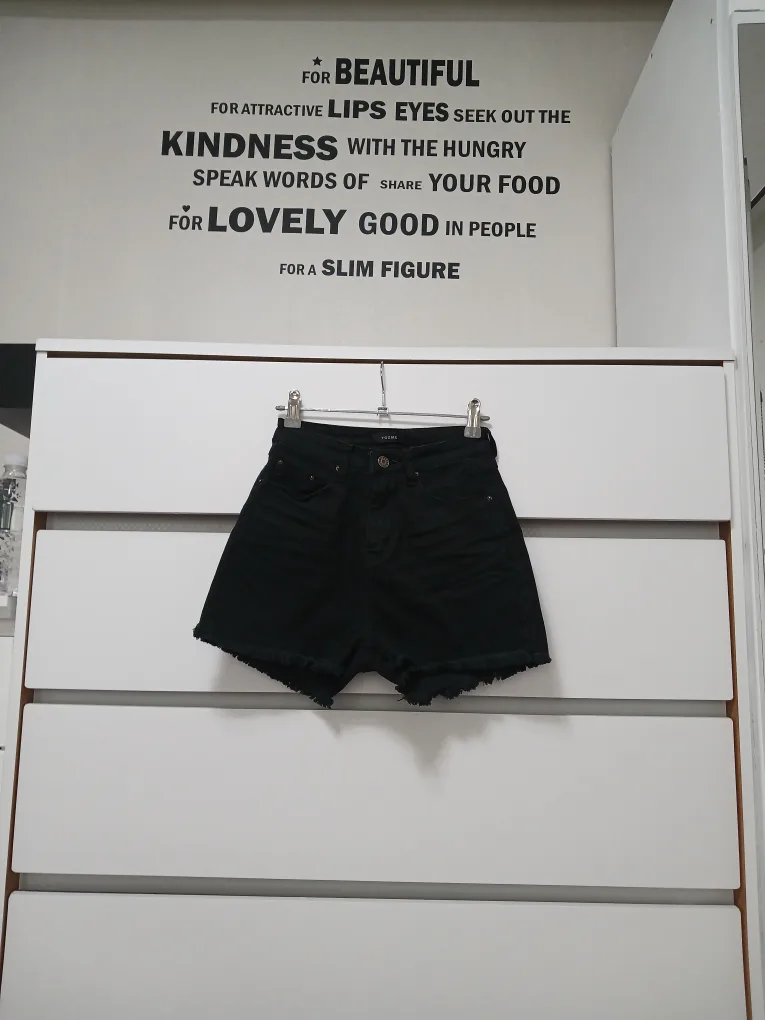 FOR BEAUTIFUL
FOR ATTRACTIVE LIPS EYES SEEK OUT THE
KINDNESS WITH THE HUNGRY
SPEAK WORDS OF SHARE YOUR FOOD
FOR LOVELY GOOD IN PEOPLE
FOR A SLIM FIGURE